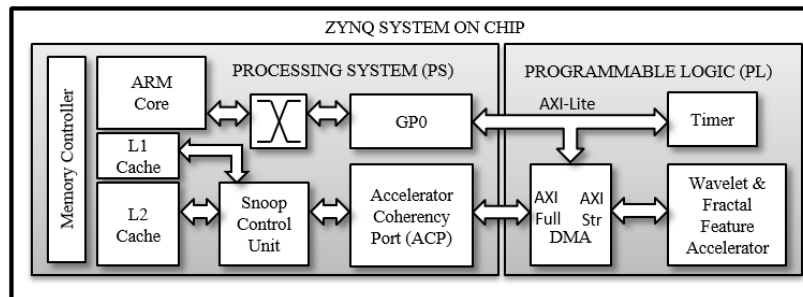 ZYNQ SYSTEM ON CHIP
PROCESSING SYSTEM (PS)
PROGRAMMABLE LOGIC (PL)
Memory Controller
ARM
Core
L1
Cache
L2
Cache
GP0
Snoop
Control
Unit
Accelerator
Coherency
Port (ACP)
AXI-Lite
Timer
AXI AXI
Full Str
DMA
Wavelet &
Fractal
Feature
Accelerator